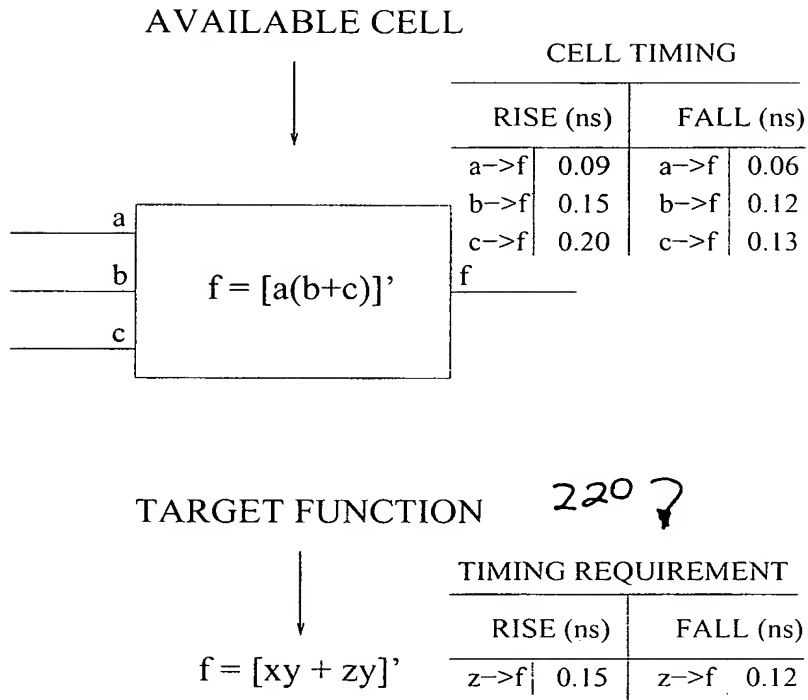 AVAILABLE CELL
CELL TIMING
RISE (ns) FALL (ns)
a->f 0.09 a->f 0.06
b->f 0.15 b->f 0.12
c->f 0.20 c->f 0.13
a
b
c
f = [a(b+c)]’
f
TARGET FUNCTION
220
TIMING REQUIREMENT
RISE (ns) FALL (ns)
f = [xy + zy]’
z->f 0.15 z->f 0.12